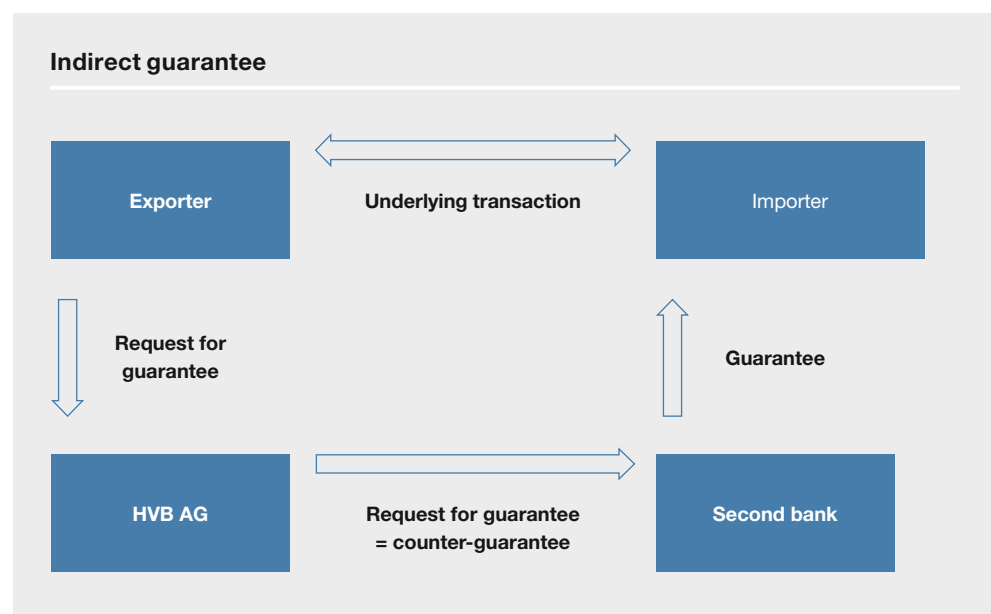 Indirect guarantee
Exporter
Underlying transaction
Importer
Request for
guarantee
Guarantee
HVB AG
Request for guarantee
= counter-guarantee
Second bank